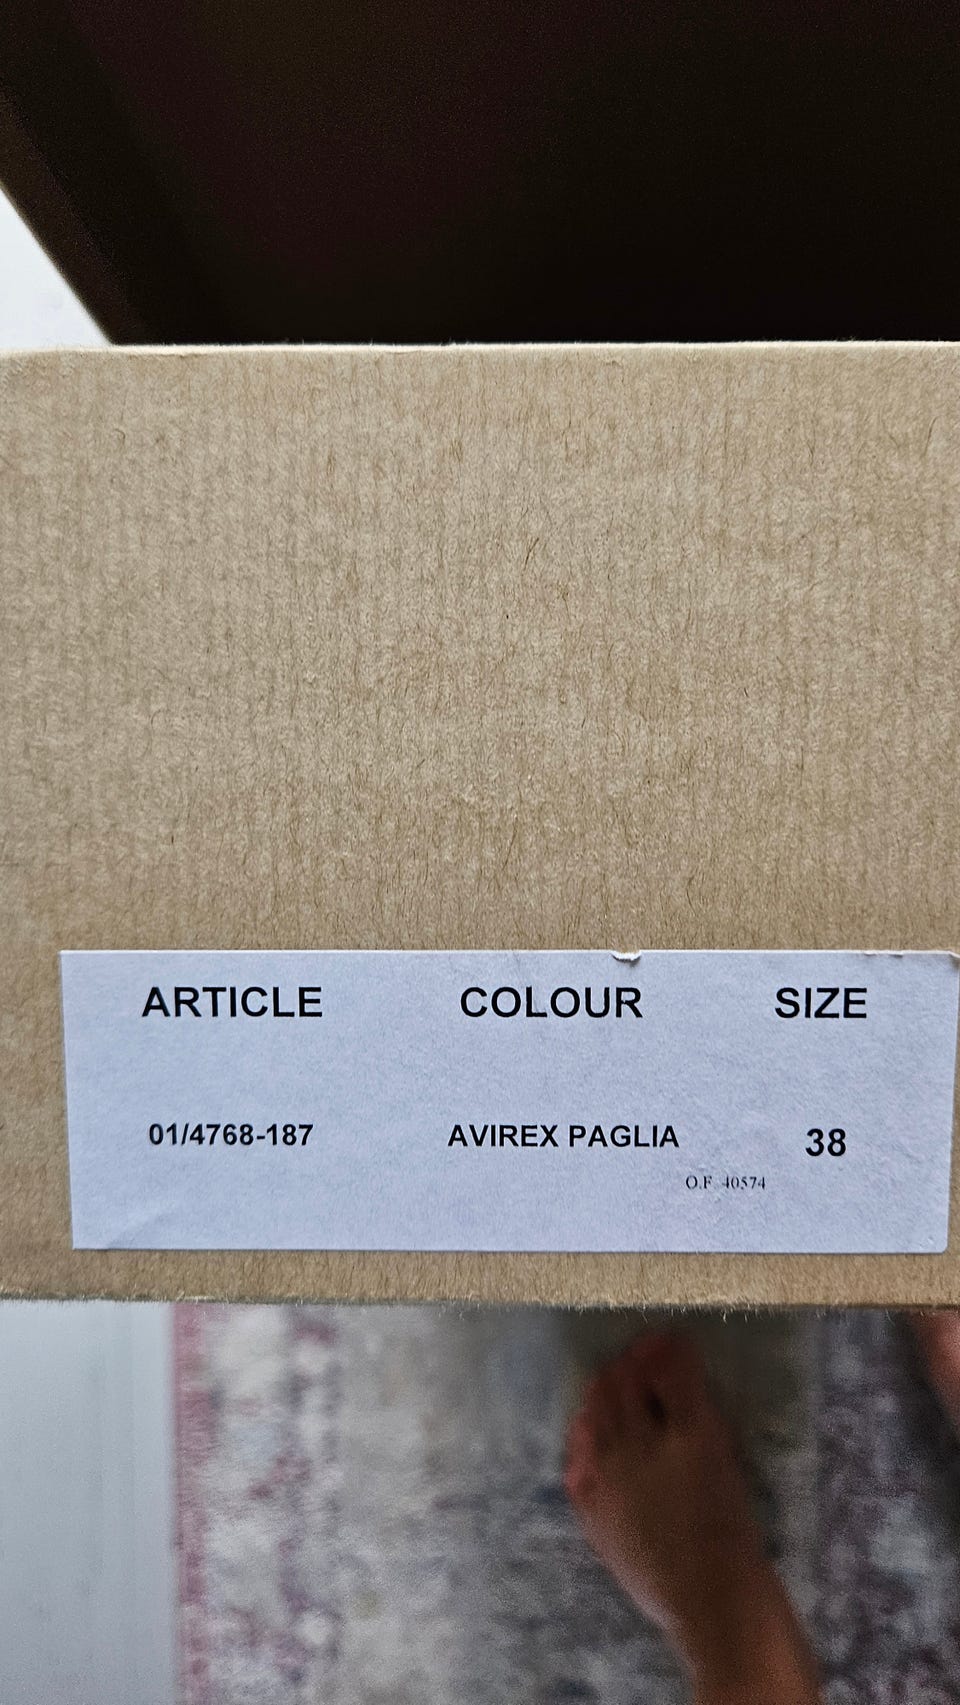 ARTICLE COLOUR SIZE
01/4768-187 AVIREX PAGLIA 38
O.F. 40574